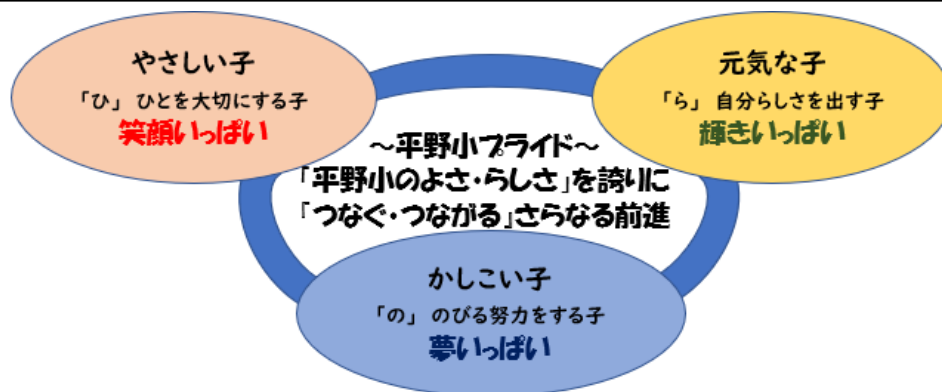 やさしい子
「ひ」 ひとを大切にする子
笑顔いっぱい
元気な子
「ら」 自分らしさを出す子
輝きいっぱい
～平野小プライド～
「平野小のよさ・らしさ」を誇りに
「つなぐ・つながる」さらなる前進
かしこい子
「の」 のびる努力をする子
夢いっぱい